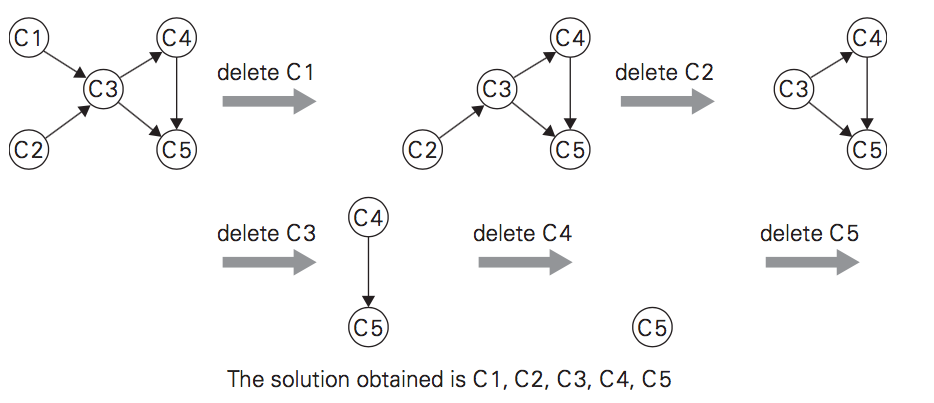 C1 C4 C4 C4
delete C1 delete C2
C3 C3 C3
C2 C5 C2 C5 C5
C4
delete C3 delete C4 delete C5
C5 C5
The solution obtained is C1, C2, C3, C4, C5